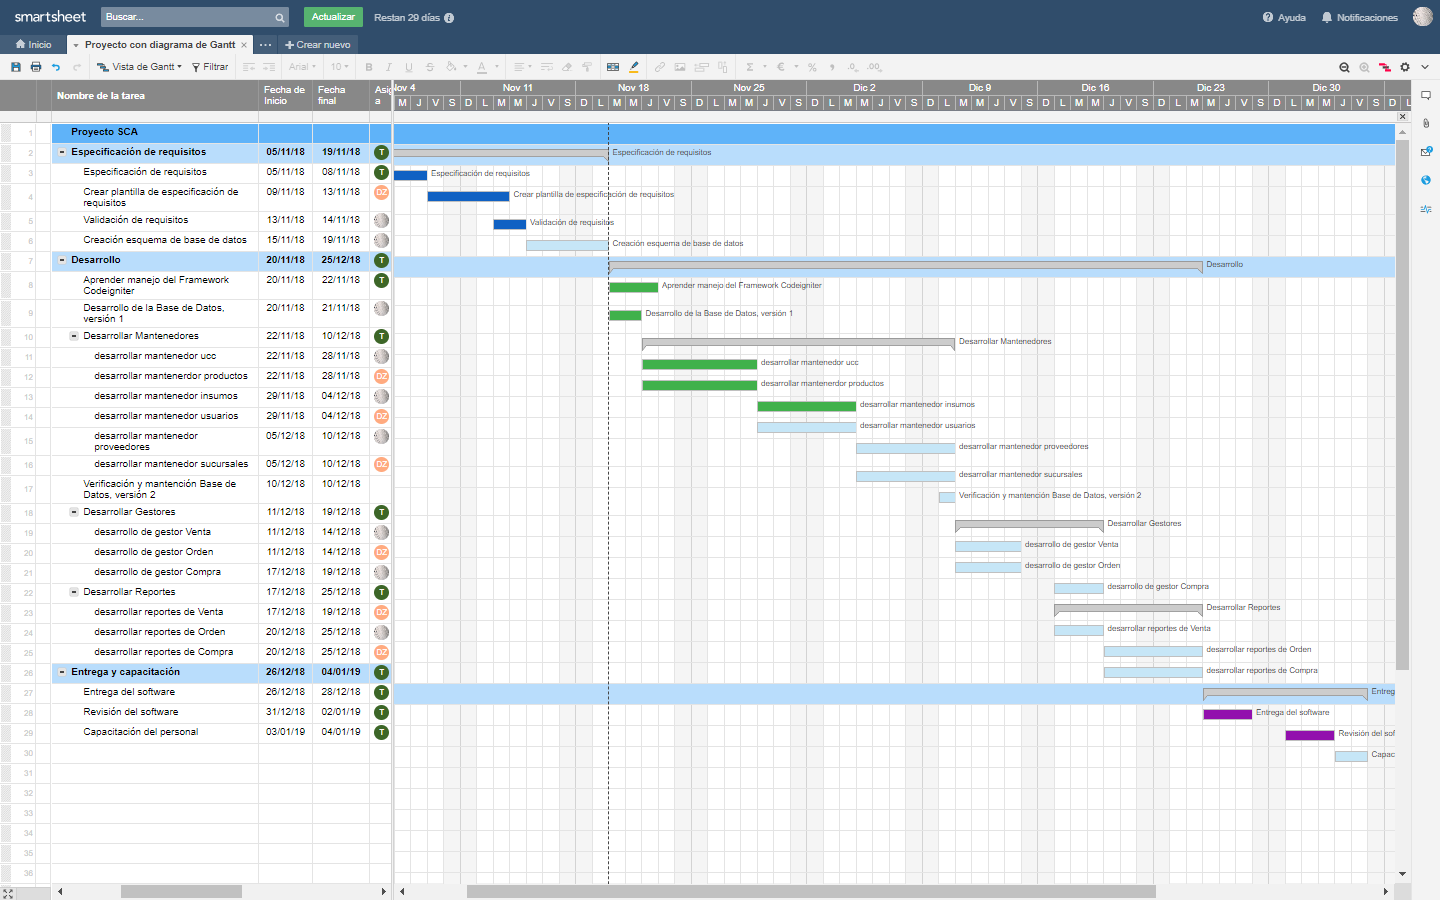 smartsheet Buscar... Actualizar Restan 29 días Ayuda Notificaciones
Inicio Proyecto con diagrama de Gantt × ··· + Crear nuevo
Vista de Gantt Filtrar Arial 10 B I U S A Σ € % .0 .00
Nombre de la tarea Fecha de Inicio Fecha final Asig a
Nov 4 Nov 11 Nov 18 Nov 25 Dic 2 Dic 9 Dic 16 Dic 23 Dic 30
M J V S D L M M J V S D L M M J V S D L M M J V S D L M M J V S D L M M J V S D L M M J V S D L M M J V S D L M M J V S D L
1 Proyecto SCA
2 Especificación de requisitos 05/11/18 19/11/18 T Especificación de requisitos
3 Especificación de requisitos 05/11/18 08/11/18 T Especificación de requisitos
4 Crear plantilla de especificación de requisitos 09/11/18 13/11/18 DZ Crear plantilla de especificación de requisitos
5 Validación de requisitos 13/11/18 14/11/18 Validación de requisitos
6 Creación esquema de base de datos 15/11/18 19/11/18 Creación esquema de base de datos
7 Desarrollo 20/11/18 25/12/18 T Desarrollo
8 Aprender manejo del Framework Codeigniter 20/11/18 22/11/18 T Aprender manejo del Framework Codeigniter
9 Desarrollo de la Base de Datos, versión 1 20/11/18 21/11/18 Desarrollo de la Base de Datos, versión 1
10 Desarrollar Mantenedores 22/11/18 10/12/18 T Desarrollar Mantenedores
11 desarrollar mantenedor ucc 22/11/18 28/11/18 desarrollar mantenedor ucc
12 desarrollar mantenerdor productos 22/11/18 28/11/18 DZ desarrollar mantenerdor productos
13 desarrollar mantenedor insumos 29/11/18 04/12/18 desarrollar mantenedor insumos
14 desarrollar mantenedor usuarios 29/11/18 04/12/18 DZ desarrollar mantenedor usuarios
15 desarrollar mantenedor proveedores 05/12/18 10/12/18 desarrollar mantenedor proveedores
16 desarrollar mantenedor sucursales 05/12/18 10/12/18 DZ desarrollar mantenedor sucursales
17 Verificación y mantención Base de Datos, versión 2 10/12/18 10/12/18 Verificación y mantención Base de Datos, versión 2
18 Desarrollar Gestores 11/12/18 19/12/18 T Desarrollar Gestores
19 desarrollo de gestor Venta 11/12/18 14/12/18 desarrollo de gestor Venta
20 desarrollo de gestor Orden 11/12/18 14/12/18 DZ desarrollo de gestor Orden
21 desarrollo de gestor Compra 17/12/18 19/12/18 desarrollo de gestor Compra
22 Desarrollar Reportes 17/12/18 25/12/18 T Desarrollar Reportes
23 desarrollar reportes de Venta 17/12/18 19/12/18 DZ desarrollar reportes de Venta
24 desarrollar reportes de Orden 20/12/18 25/12/18 desarrollar reportes de Orden
25 desarrollar reportes de Compra 20/12/18 25/12/18 DZ desarrollar reportes de Compra
26 Entrega y capacitación 26/12/18 04/01/19 T Entreg
27 Entrega del software 26/12/18 28/12/18 T Entrega del software
28 Revisión del software 31/12/18 02/01/19 T Revisión del sof
29 Capacitación del personal 03/01/19 04/01/19 T Capac
30
31
32
33
34
35
36